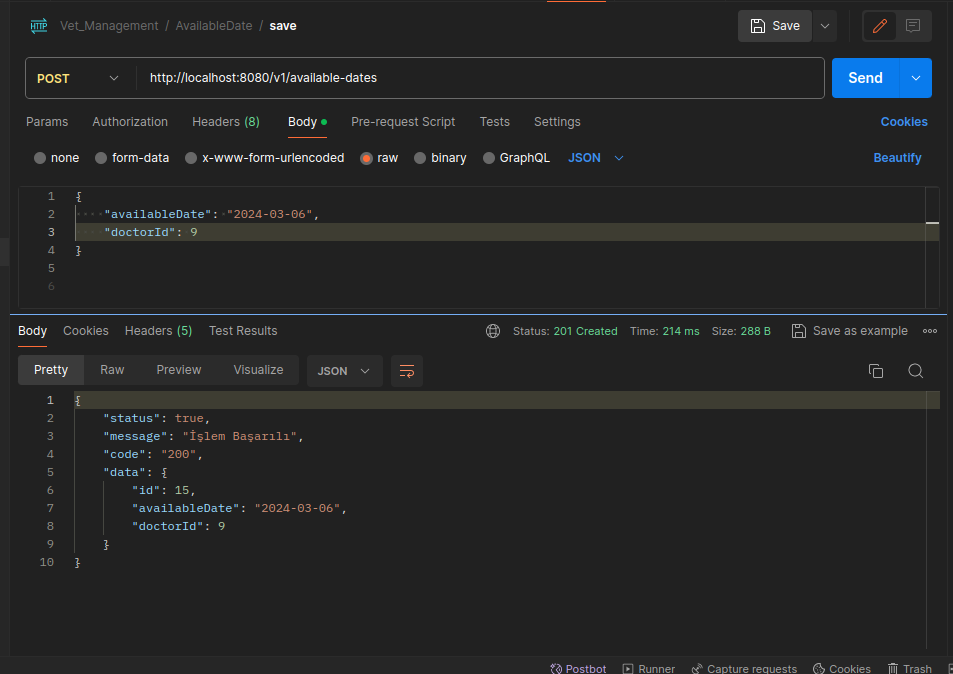 HTTP Vet_Management / AvailableDate / save Save
POST http://localhost:8080/v1/available-dates Send
Params Authorization Headers (8) Body Pre-request Script Tests Settings Cookies
none form-data x-www-form-urlencoded raw binary GraphQL JSON Beautify
1 {
2 ····"availableDate":·"2024-03-06",
3 ····"doctorId":·9
4 }
5
6
Body Cookies Headers (5) Test Results Status: 201 Created Time: 214 ms Size: 288 B Save as example
Pretty Raw Preview Visualize JSON
1 {
2 "status": true,
3 "message": "İşlem Başarılı",
4 "code": "200",
5 "data": {
6 "id": 15,
7 "availableDate": "2024-03-06",
8 "doctorId": 9
9 }
10 }
Postbot Runner Capture requests Cookies Trash